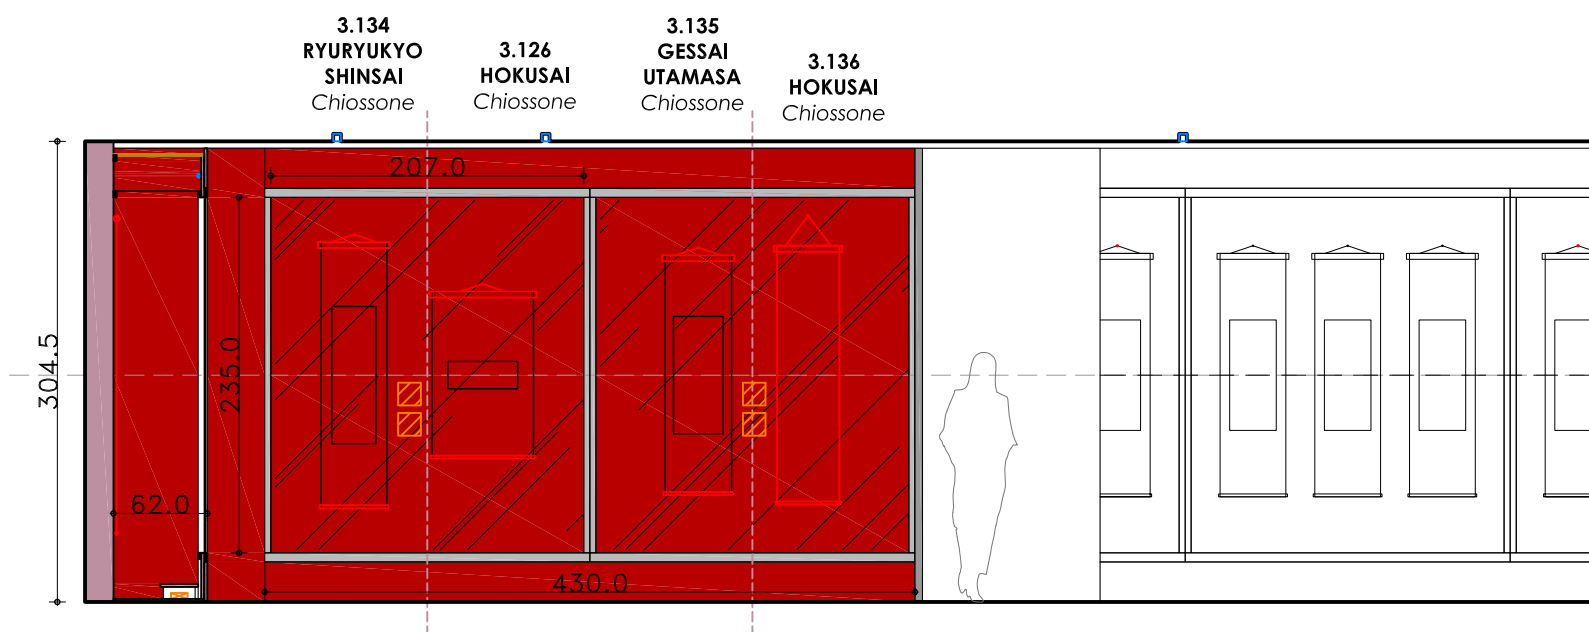 3.134
RYURYUKYO
SHINSAI
Chiossone
3.126
HOKUSAI
Chiossone
3.135
GESSAI
UTAMASA
Chiossone
3.136
HOKUSAI
Chiossone
207.0
304.5
235.0
62.0
430.0